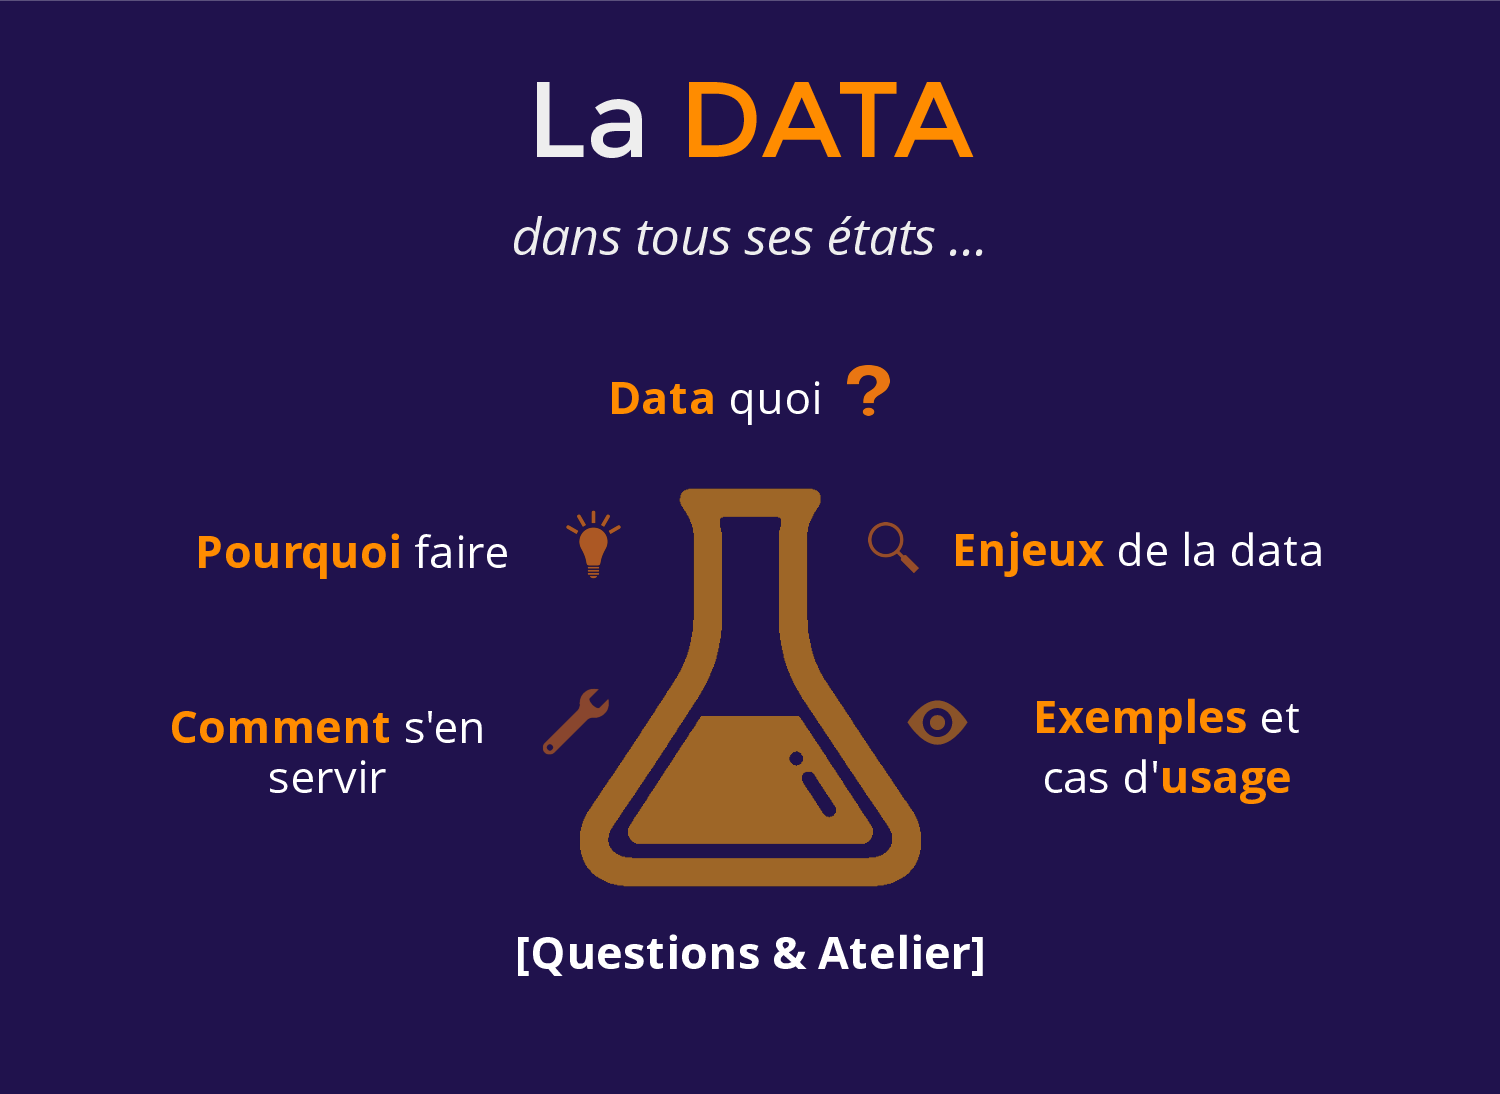 La DATA
dans tous ses états ...
Data quoi ?
Pourquoi faire
Enjeux de la data
Comment s'en
servir
Exemples et
cas d'usage
[Questions & Atelier]